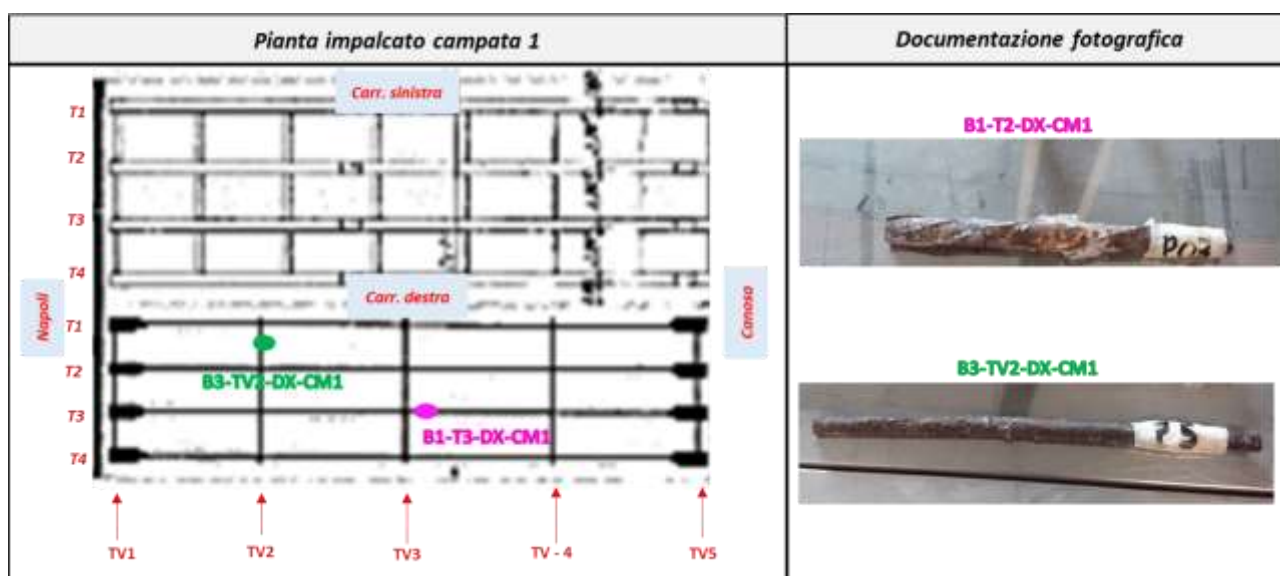 Pianta impalcato campata 1
Documentazione fotografica
Carr. sinistra
T1
T2
T3
T4
Napoli
Carr. destra
Canosa
T1
T2
T3
T4
B3-TV2-DX-CM1
B1-T3-DX-CM1
TV1
TV2
TV3
TV - 4
TV5
B1-T2-DX-CM1
B3-TV2-DX-CM1